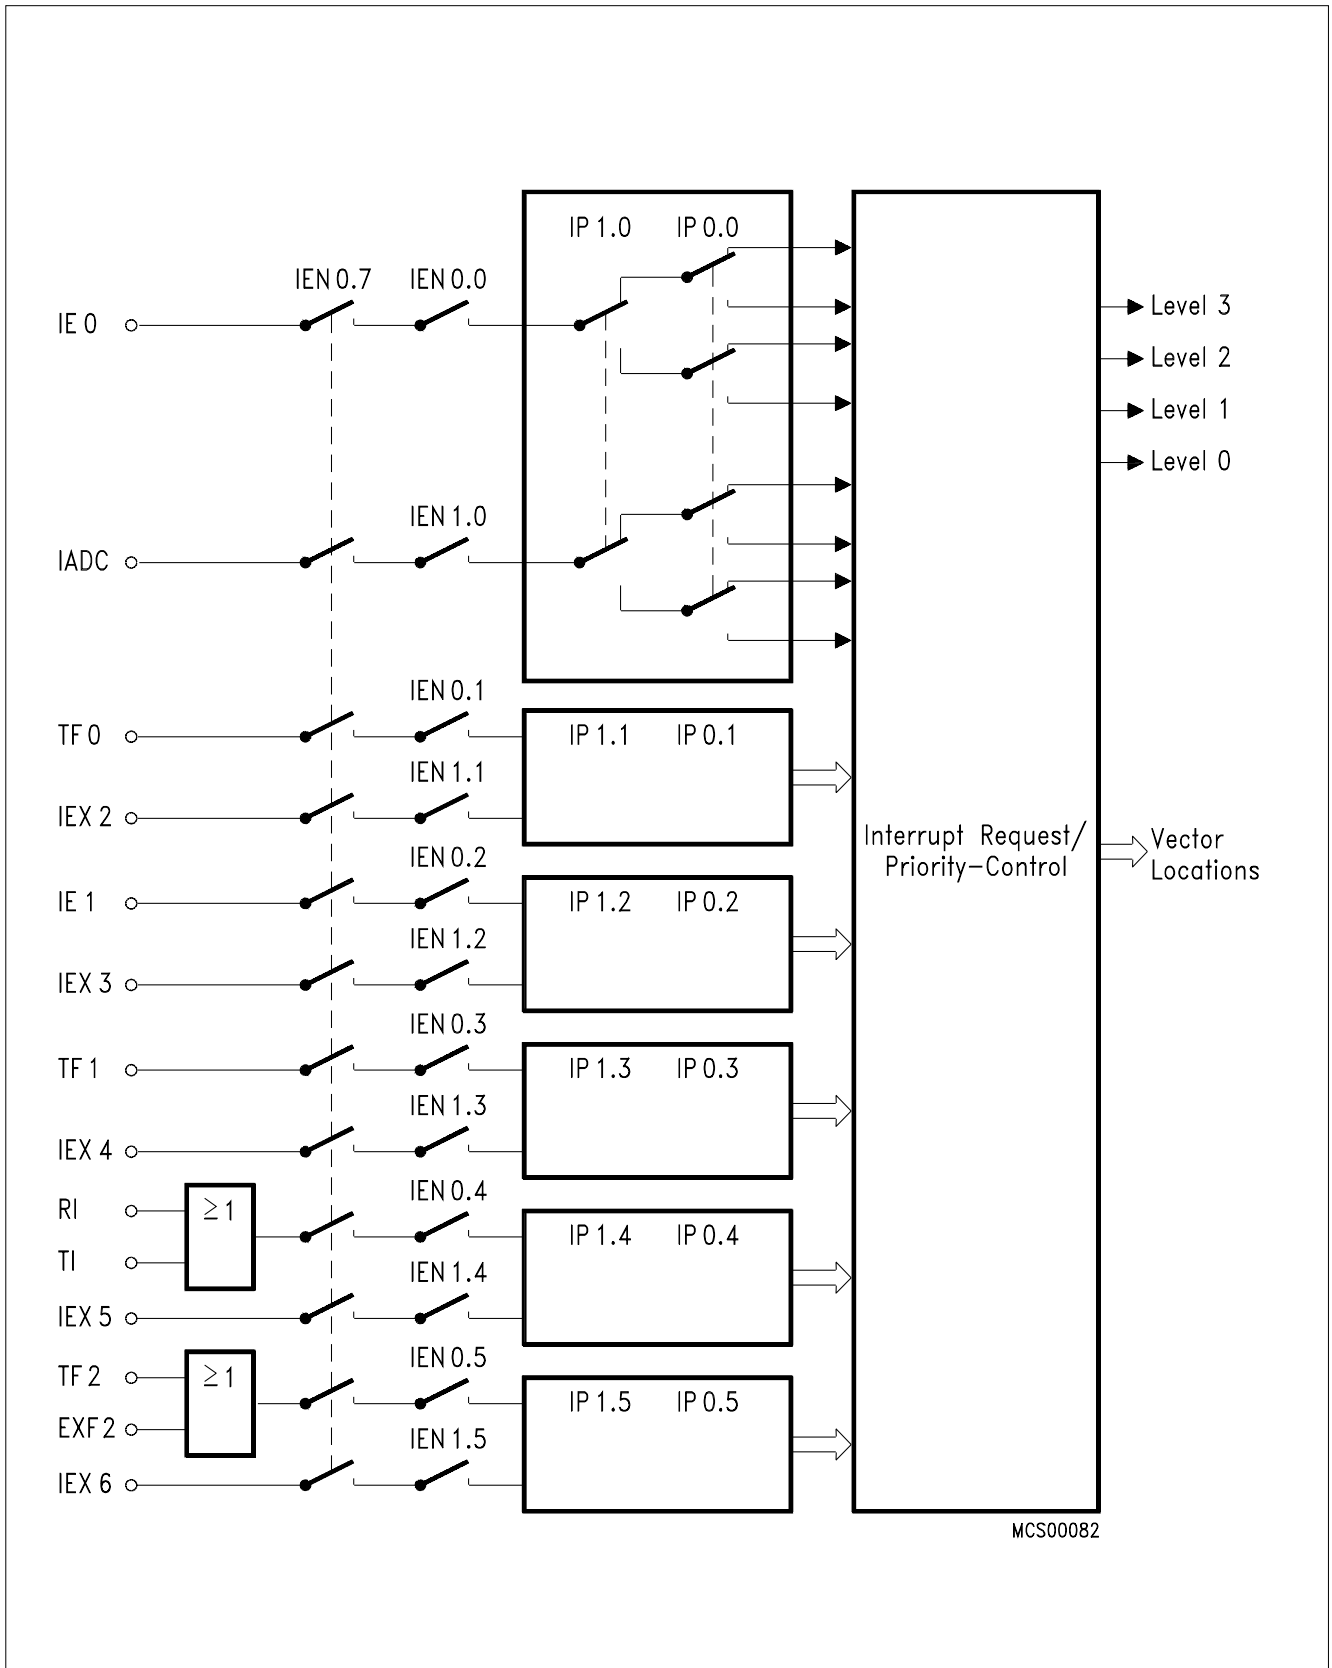 IP 1.0 IP 0.0
IEN 0.7 IEN 0.0
IE 0
Level 3
Level 2
Level 1
Level 0
IEN 1.0
IADC
IEN 0.1
TF 0
IP 1.1 IP 0.1
IEN 1.1
IEX 2
Interrupt Request/
Priority-Control
Vector
Locations
IEN 0.2
IE 1
IP 1.2 IP 0.2
IEN 1.2
IEX 3
IEN 0.3
TF 1
IP 1.3 IP 0.3
IEN 1.3
IEX 4
IEN 0.4
RI
≥1
IP 1.4 IP 0.4
TI
IEN 1.4
IEX 5
IEN 0.5
TF 2
≥1
IP 1.5 IP 0.5
EXF 2
IEN 1.5
IEX 6
MCS00082